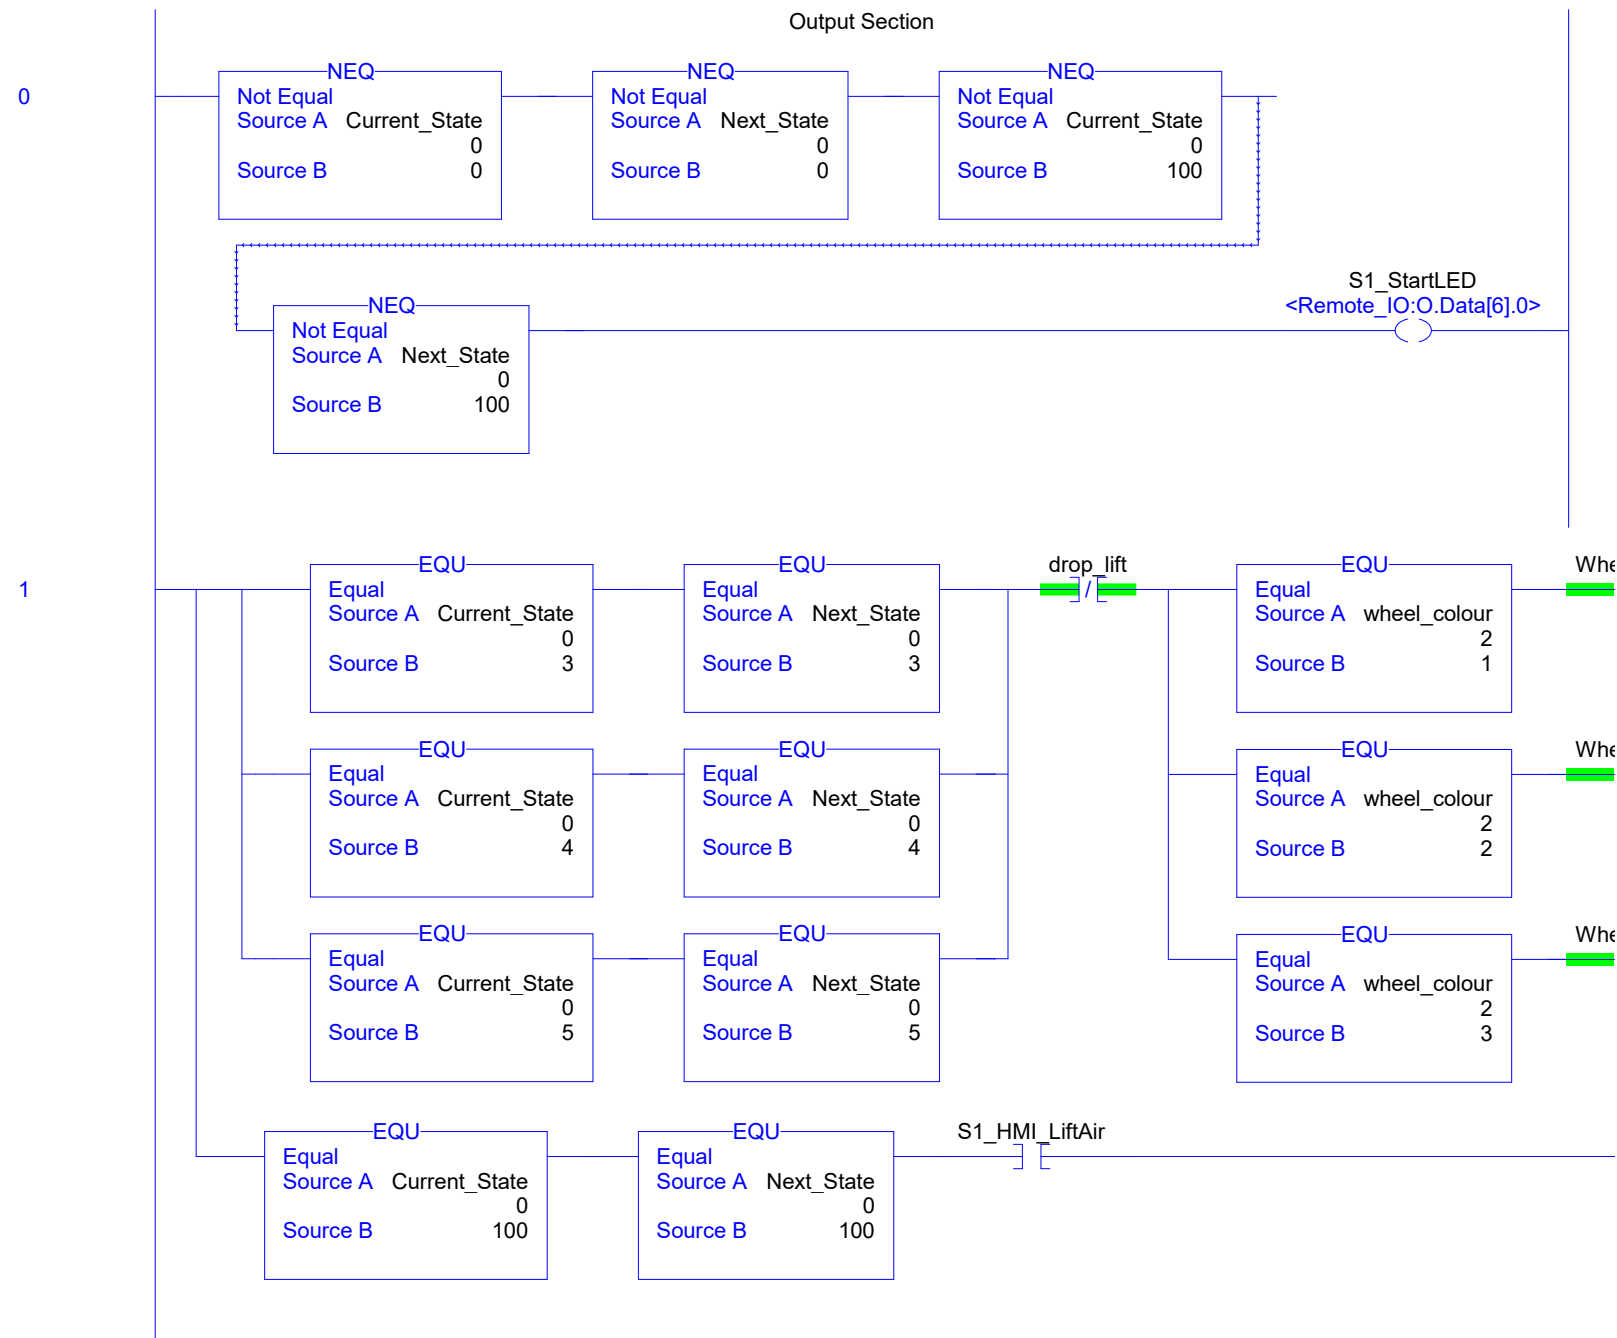 Output Section
0
NEQ
Not Equal
Source A Current_State
0
Source B 0
NEQ
Not Equal
Source A Next_State
0
Source B 0
NEQ
Not Equal
Source A Current_State
0
Source B 100
NEQ
Not Equal
Source A Next_State
0
Source B 100
S1_StartLED
<Remote_IO:O.Data[6].0>
1
EQU
Equal
Source A Current_State
0
Source B 3
EQU
Equal
Source A Next_State
0
Source B 3
drop_lift
EQU
Equal
Source A wheel_colour
2
Source B 1
Whe
EQU
Equal
Source A Current_State
0
Source B 4
EQU
Equal
Source A Next_State
0
Source B 4
EQU
Equal
Source A wheel_colour
2
Source B 2
Whe
EQU
Equal
Source A Current_State
0
Source B 5
EQU
Equal
Source A Next_State
0
Source B 5
EQU
Equal
Source A wheel_colour
2
Source B 3
Whe
EQU
Equal
Source A Current_State
0
Source B 100
EQU
Equal
Source A Next_State
0
Source B 100
S1_HMI_LiftAir